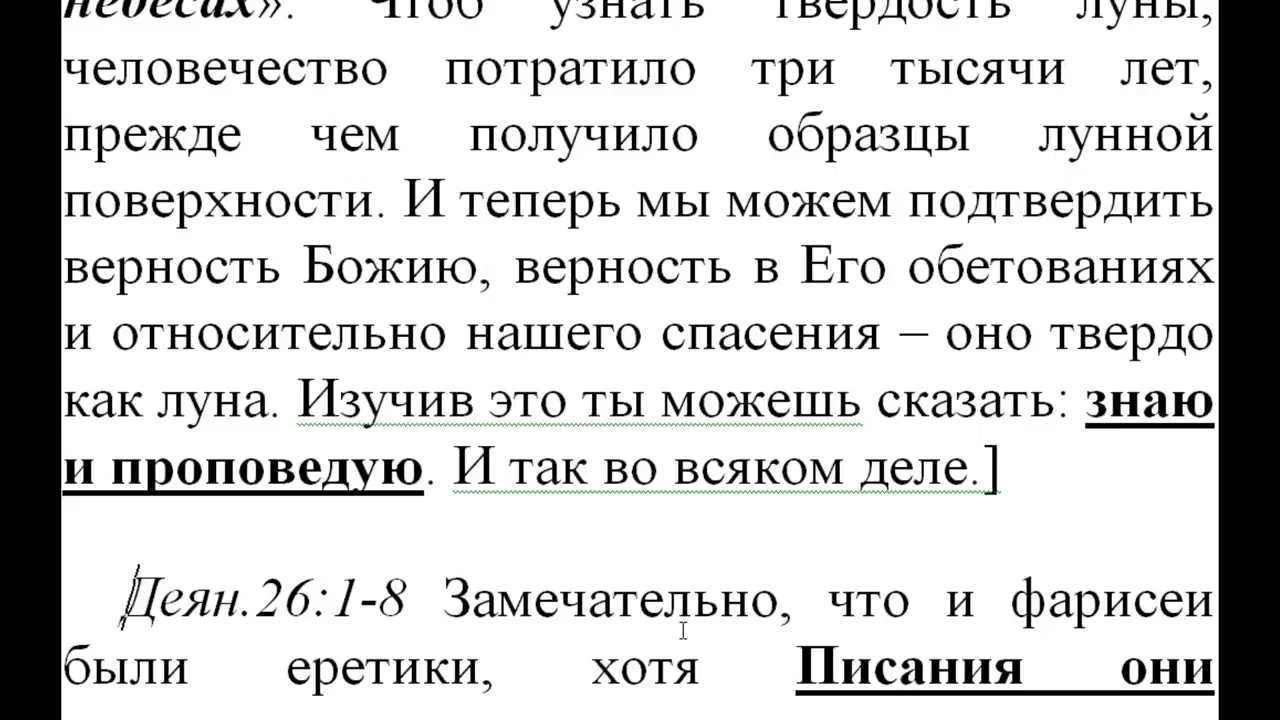 небесах». Чтоб узнать твердость луны,
человечество потратило три тысячи лет,
прежде чем получило образцы лунной
поверхности. И теперь мы можем подтвердить
верность Божию, верность в Его обетованиях
и относительно нашего спасения – оно твердо
как луна. Изучив это ты можешь сказать: знаю
и проповедую. И так во всяком деле.]
Деян.26:1-8 Замечательно, что и фарисеи
были еретики, хотя Писания они